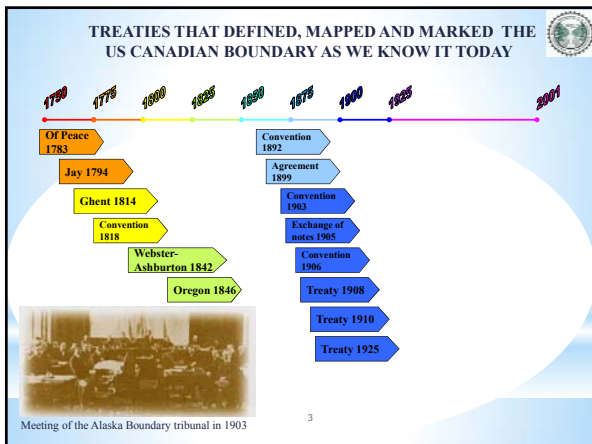 TREATIES THAT DEFINED, MAPPED AND MARKED THE
US CANADIAN BOUNDARY AS WE KNOW IT TODAY
1750
1775
1800
1825
1850
1875
1900
1925
2001
Of Peace
1783
Jay 1794
Ghent 1814
Convention
1818
Webster-
Ashburton 1842
Oregon 1846
Convention
1892
Agreement
1899
Convention
1903
Exchange of
notes 1905
Convention
1906
Treaty 1908
Treaty 1910
Treaty 1925
Meeting of the Alaska Boundary tribunal in 1903
3